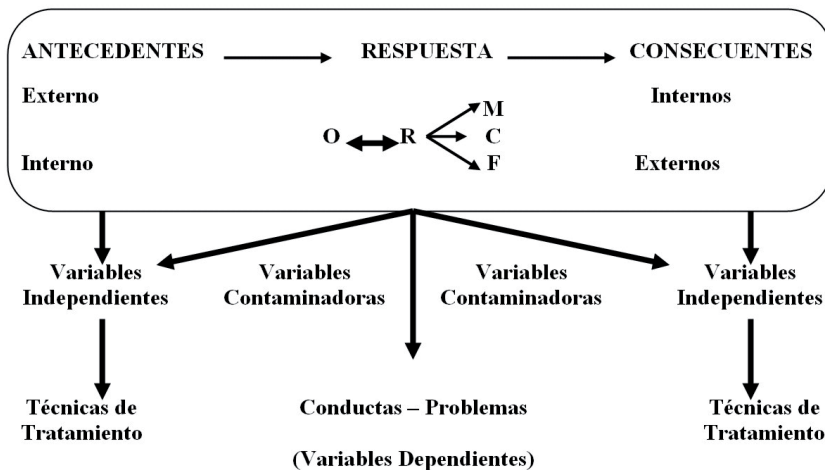 ANTECEDENTES RESPUESTA CONSECUENTES
Externo Internos
M
O R C
Interno F Externos
Variables Variables Variables Variables
Independientes Contaminadoras Contaminadoras Independientes
Técnicas de Conductas – Problemas Técnicas de
Tratamiento Tratamiento
(Variables Dependientes)